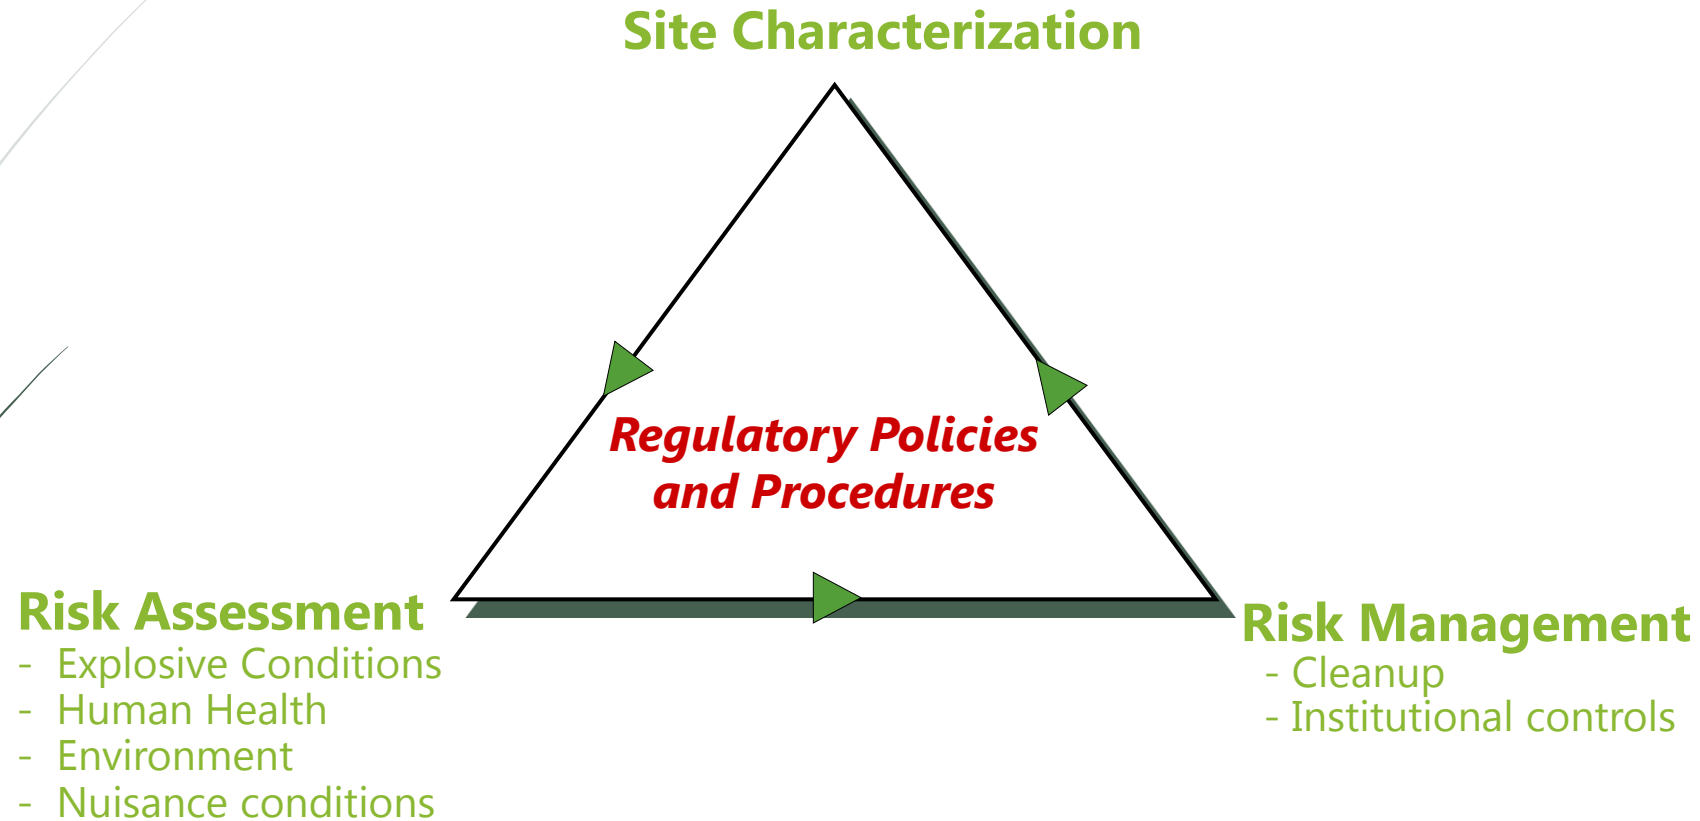 Site Characterization
Regulatory Policies
and Procedures
Risk Assessment
- Explosive Conditions
- Human Health
- Environment
- Nuisance conditions
Risk Management
- Cleanup
- Institutional controls